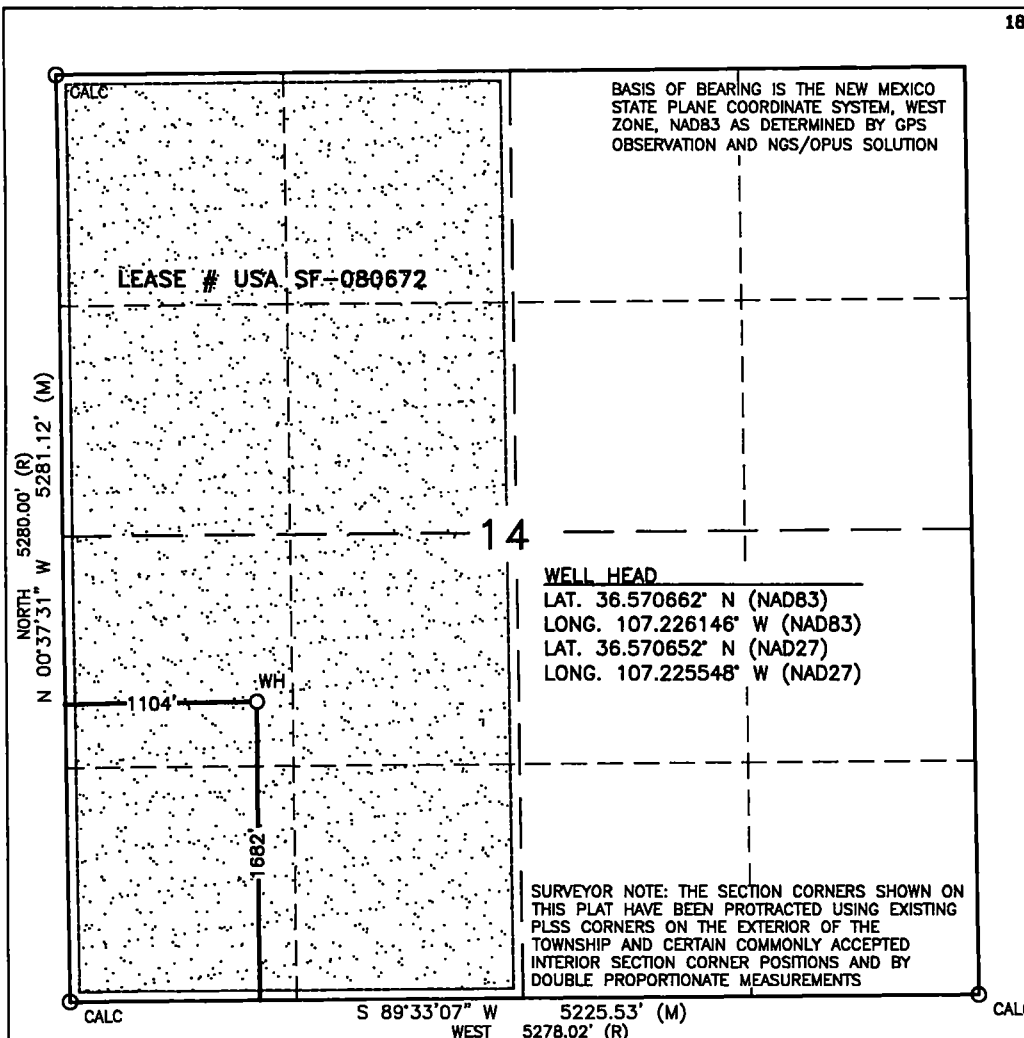 18
CALC
BASIS OF BEARING IS THE NEW MEXICO
STATE PLANE COORDINATE SYSTEM, WEST
ZONE, NAD83 AS DETERMINED BY GPS
OBSERVATION AND NGS/OPUS SOLUTION
LEASE # USA SF-080672
NORTH 5280.00' (R)
N 00°37'31" W 5281.12' (M)
14
WELL HEAD
LAT. 36.570662° N (NAD83)
LONG. 107.226146° W (NAD83)
LAT. 36.570652° N (NAD27)
LONG. 107.225548° W (NAD27)
WH
1104'
1682'
SURVEYOR NOTE: THE SECTION CORNERS SHOWN ON
THIS PLAT HAVE BEEN PROTRACTED USING EXISTING
PLSS CORNERS ON THE EXTERIOR OF THE
TOWNSHIP AND CERTAIN COMMONLY ACCEPTED
INTERIOR SECTION CORNER POSITIONS AND BY
DOUBLE PROPORTIONATE MEASUREMENTS
CALC
S 89°33'07" W 5225.53' (M)
WEST 5278.02' (R)
CALC